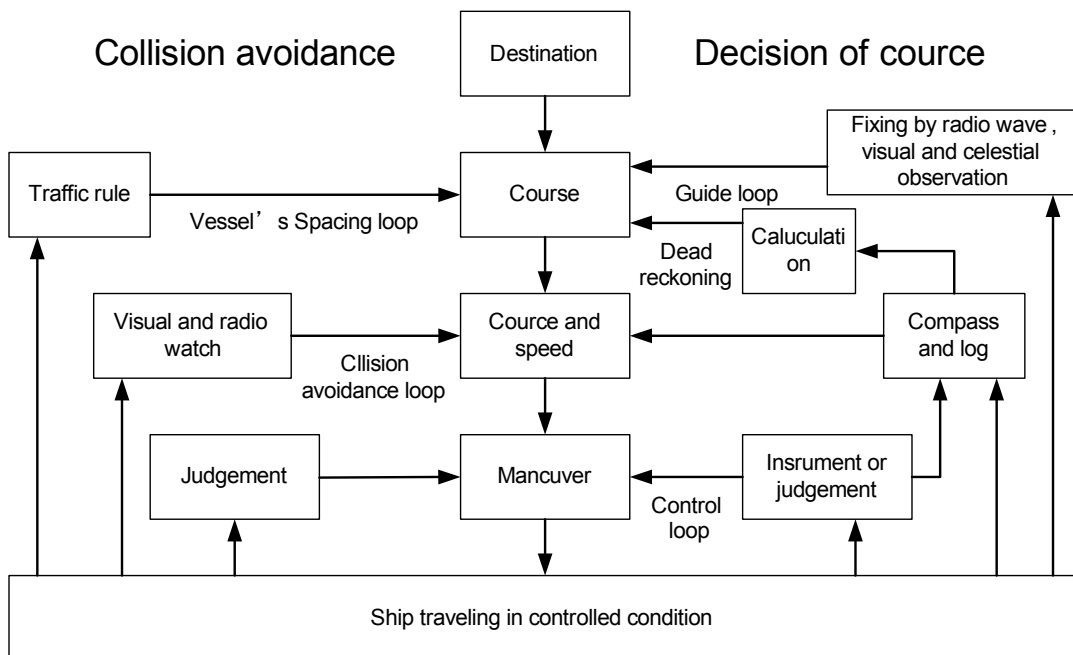 Collision avoidance
Destination
Decision of cource
Fixing by radio wave,
visual and celestial
observation
Traffic rule
Course
Guide loop
Vessel’s Spacing loop
Dead
reckoning
Caluculati
on
Visual and radio
watch
Cource and
speed
Compass
and log
Cllision
avoidance loop
Judgement
Mancuver
Insrument or
judgement
Control
loop
Ship traveling in controlled condition